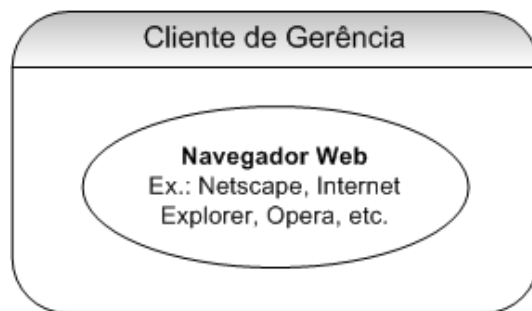 Cliente de Gerência
Navegador Web
Ex.: Netscape, Internet
Explorer, Opera, etc.